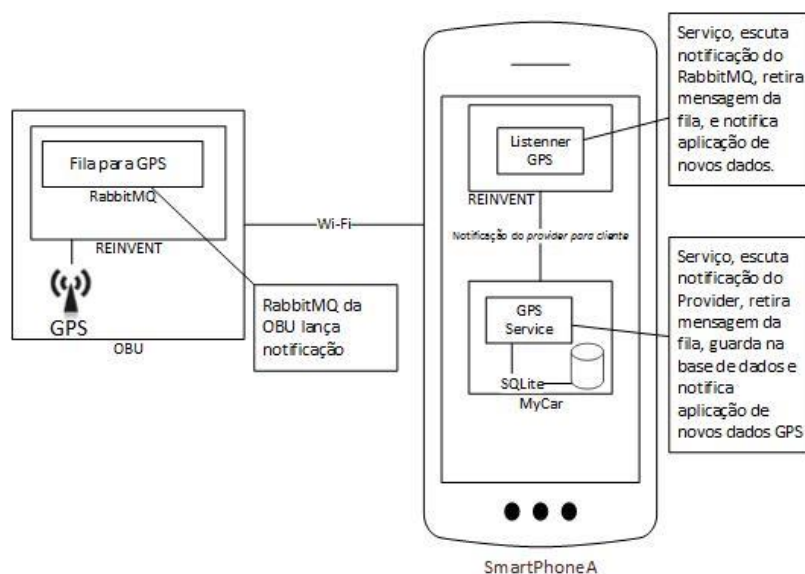 Fila para GPS
RabbitMQ
REINVENT
GPS
OBU
RabbitMQ da
OBU lança
notificação
Wi-Fi
Listenner
GPS
REINVENT
Notificação do provider para cliente
GPS
Service
SQLite
MyCar
SmartPhone A
Serviço, escuta
notificação do
RabbitMQ, retira
mensagem da
fila, e notifica
aplicação de
novos dados.
Serviço, escuta
notificação do
Provider, retira
mensagem da
fila, guarda na
base de dados e
notifica
aplicação de
novos dados GPS